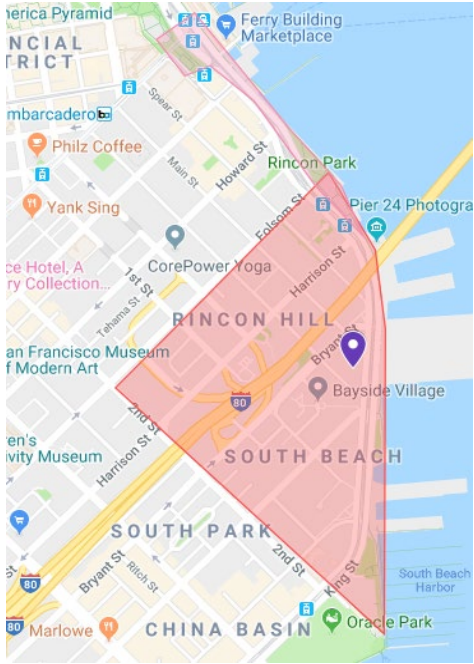 merica Pyramid
Ferry Building
Marketplace
NCIAL
TRICT
Spear St
mbarcadero
Philz Coffee
Main St
Howard St
Rincon Park
Yank Sing
Folsom St
Pier 24 Photogra
CorePower Yoga
ce Hotel, A
ry Collection...
1st St
Harrison St
Tehama St
RINCON HILL
Bryant St
an Francisco Museum
f Modern Art
80
Bayside Village
2nd St
ren's
ivity Museum
Harrison St
SOUTH BEACH
SOUTH PARK
2nd St
Bryant St
Ritch St
King St
South Beach
Harbor
80
80
Marlowe
CHINA BASIN
Oracle Park